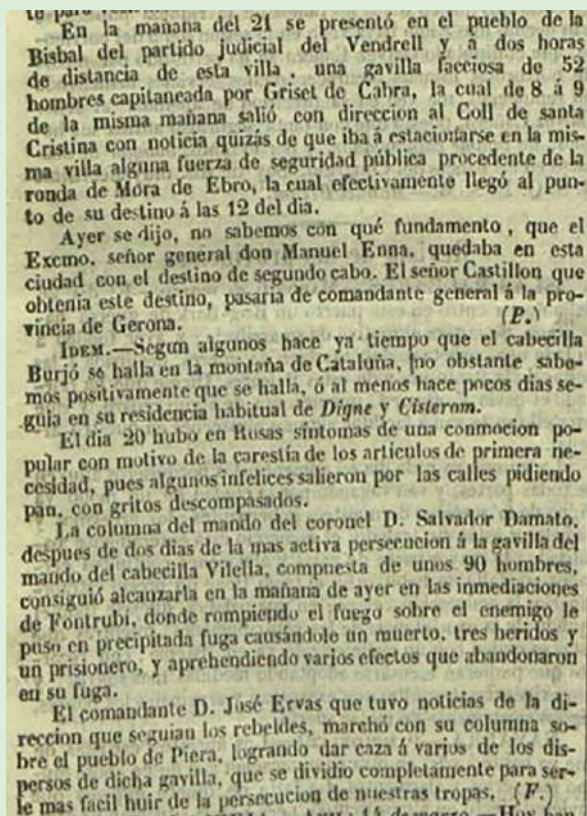 En la mañana del 21 se presentó en el pueblo de la
Bisbal del partido judicial del Vendrell y á dos horas
de distancia de esta villa, una gavilla facciosa de 52
hombres capitaneada por Griset de Cabra, la cual de 8 á 9
de la misma mañana salió con direccion al Coll de santa
Cristina con noticia quizás de que iba á estacionarse en la mis-
ma villa alguna fuerza de seguridad pública procedente de la
ronda de Mora de Ebro, la cual efectivamente llegó al pun-
to de su destino á las 12 del dia.
Ayer se dijo, no sabemos con qué fundamento, que el
Excmo. señor general don Manuel Enna, quedaba en esta
ciudad con el destino de segundo cabo. El señor Castillon que
obtenia este destino, pasaria de comandante general á la pro-
vincia de Gerona. (P.)
IDEM.—Segun algunos hace ya tiempo que el cabecilla
Burjó se halla en la montaña de Cataluña, no obstante sabe-
mos positivamente que se halla, ó al menos hace pocos dias se-
guia en su residencia habitual de Digne y Cisterom.
El dia 20 hubo en Rosas síntomas de una conmocion po-
pular con motivo de la carestía de los articulos de primera ne-
cesidad, pues algunos infelices salieron por las calles pidiendo
pan, con gritos descompasados.
La columna del mando del coronel D. Salvador Damato,
despues de dos dias de la mas activa persecucion á la gavilla del
mando del cabecilla Vilella, compuesta de unos 90 hombres,
consiguió alcanzarla en la mañana de ayer en las inmediaciones
de Fontrubí, donde rompiendo el fuego sobre el enemigo le
puso en precipitada fuga causándole un muerto, tres heridos y
un prisionero, y aprehendiendo varios efectos que abandonaron
en su fuga.
El comandante D. José Ervas que tuvo noticias de la di-
reccion que seguian los rebeldes, marchó con su columna so-
bre el pueblo de Piera, logrando dar caza á varios de los dis-
persos de dicha gavilla, que se dividio completamente para ser-
le mas facil huir de la persecucion de nuestras tropas. (F.)
14 de marzo.—Hoy han